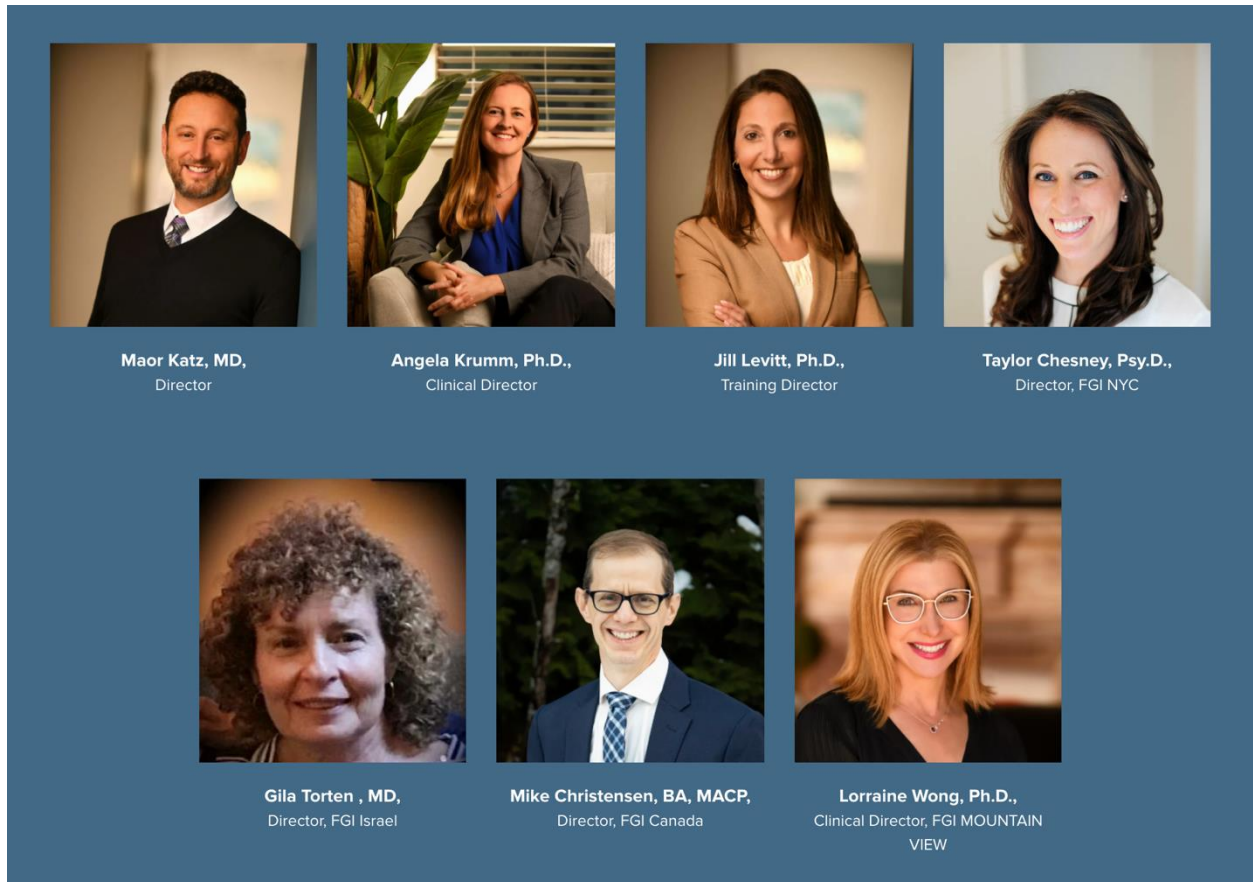 Maor Katz, MD,
Director
Angela Krumm, Ph.D.,
Clinical Director
Jill Levitt, Ph.D.,
Training Director
Taylor Chesney, Psy.D.,
Director, FGI NYC
Gila Torten , MD,
Director, FGI Israel
Mike Christensen, BA, MACP,
Director, FGI Canada
Lorraine Wong, Ph.D.,
Clinical Director, FGI MOUNTAIN
VIEW